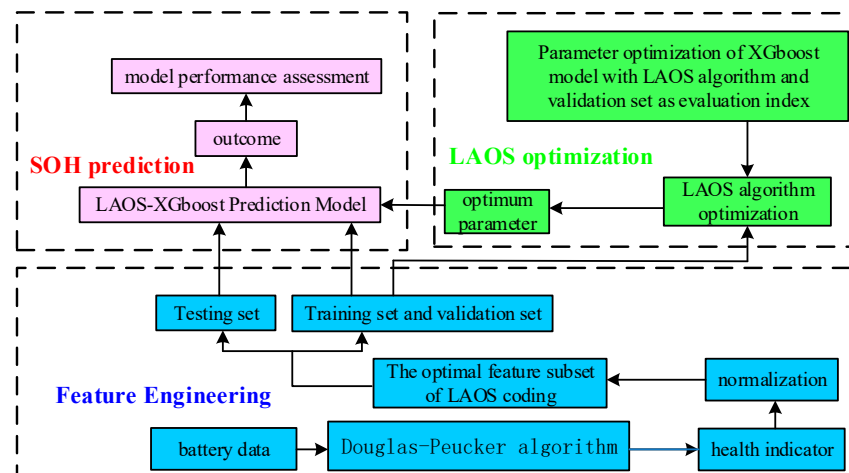 Parameter optimization of XGboost
model with LAOS algorithm and
validation set as evaluation index
model performance assessment
outcome
SOH prediction
LAOS optimization
LAOS-XGboost Prediction Model
optimum
parameter
LAOS algorithm
optimization
Testing set
Training set and validation set
The optimal feature subset
of LAOS coding
normalization
Feature Engineering
battery data
Douglas-Peucker algorithm
health indicator